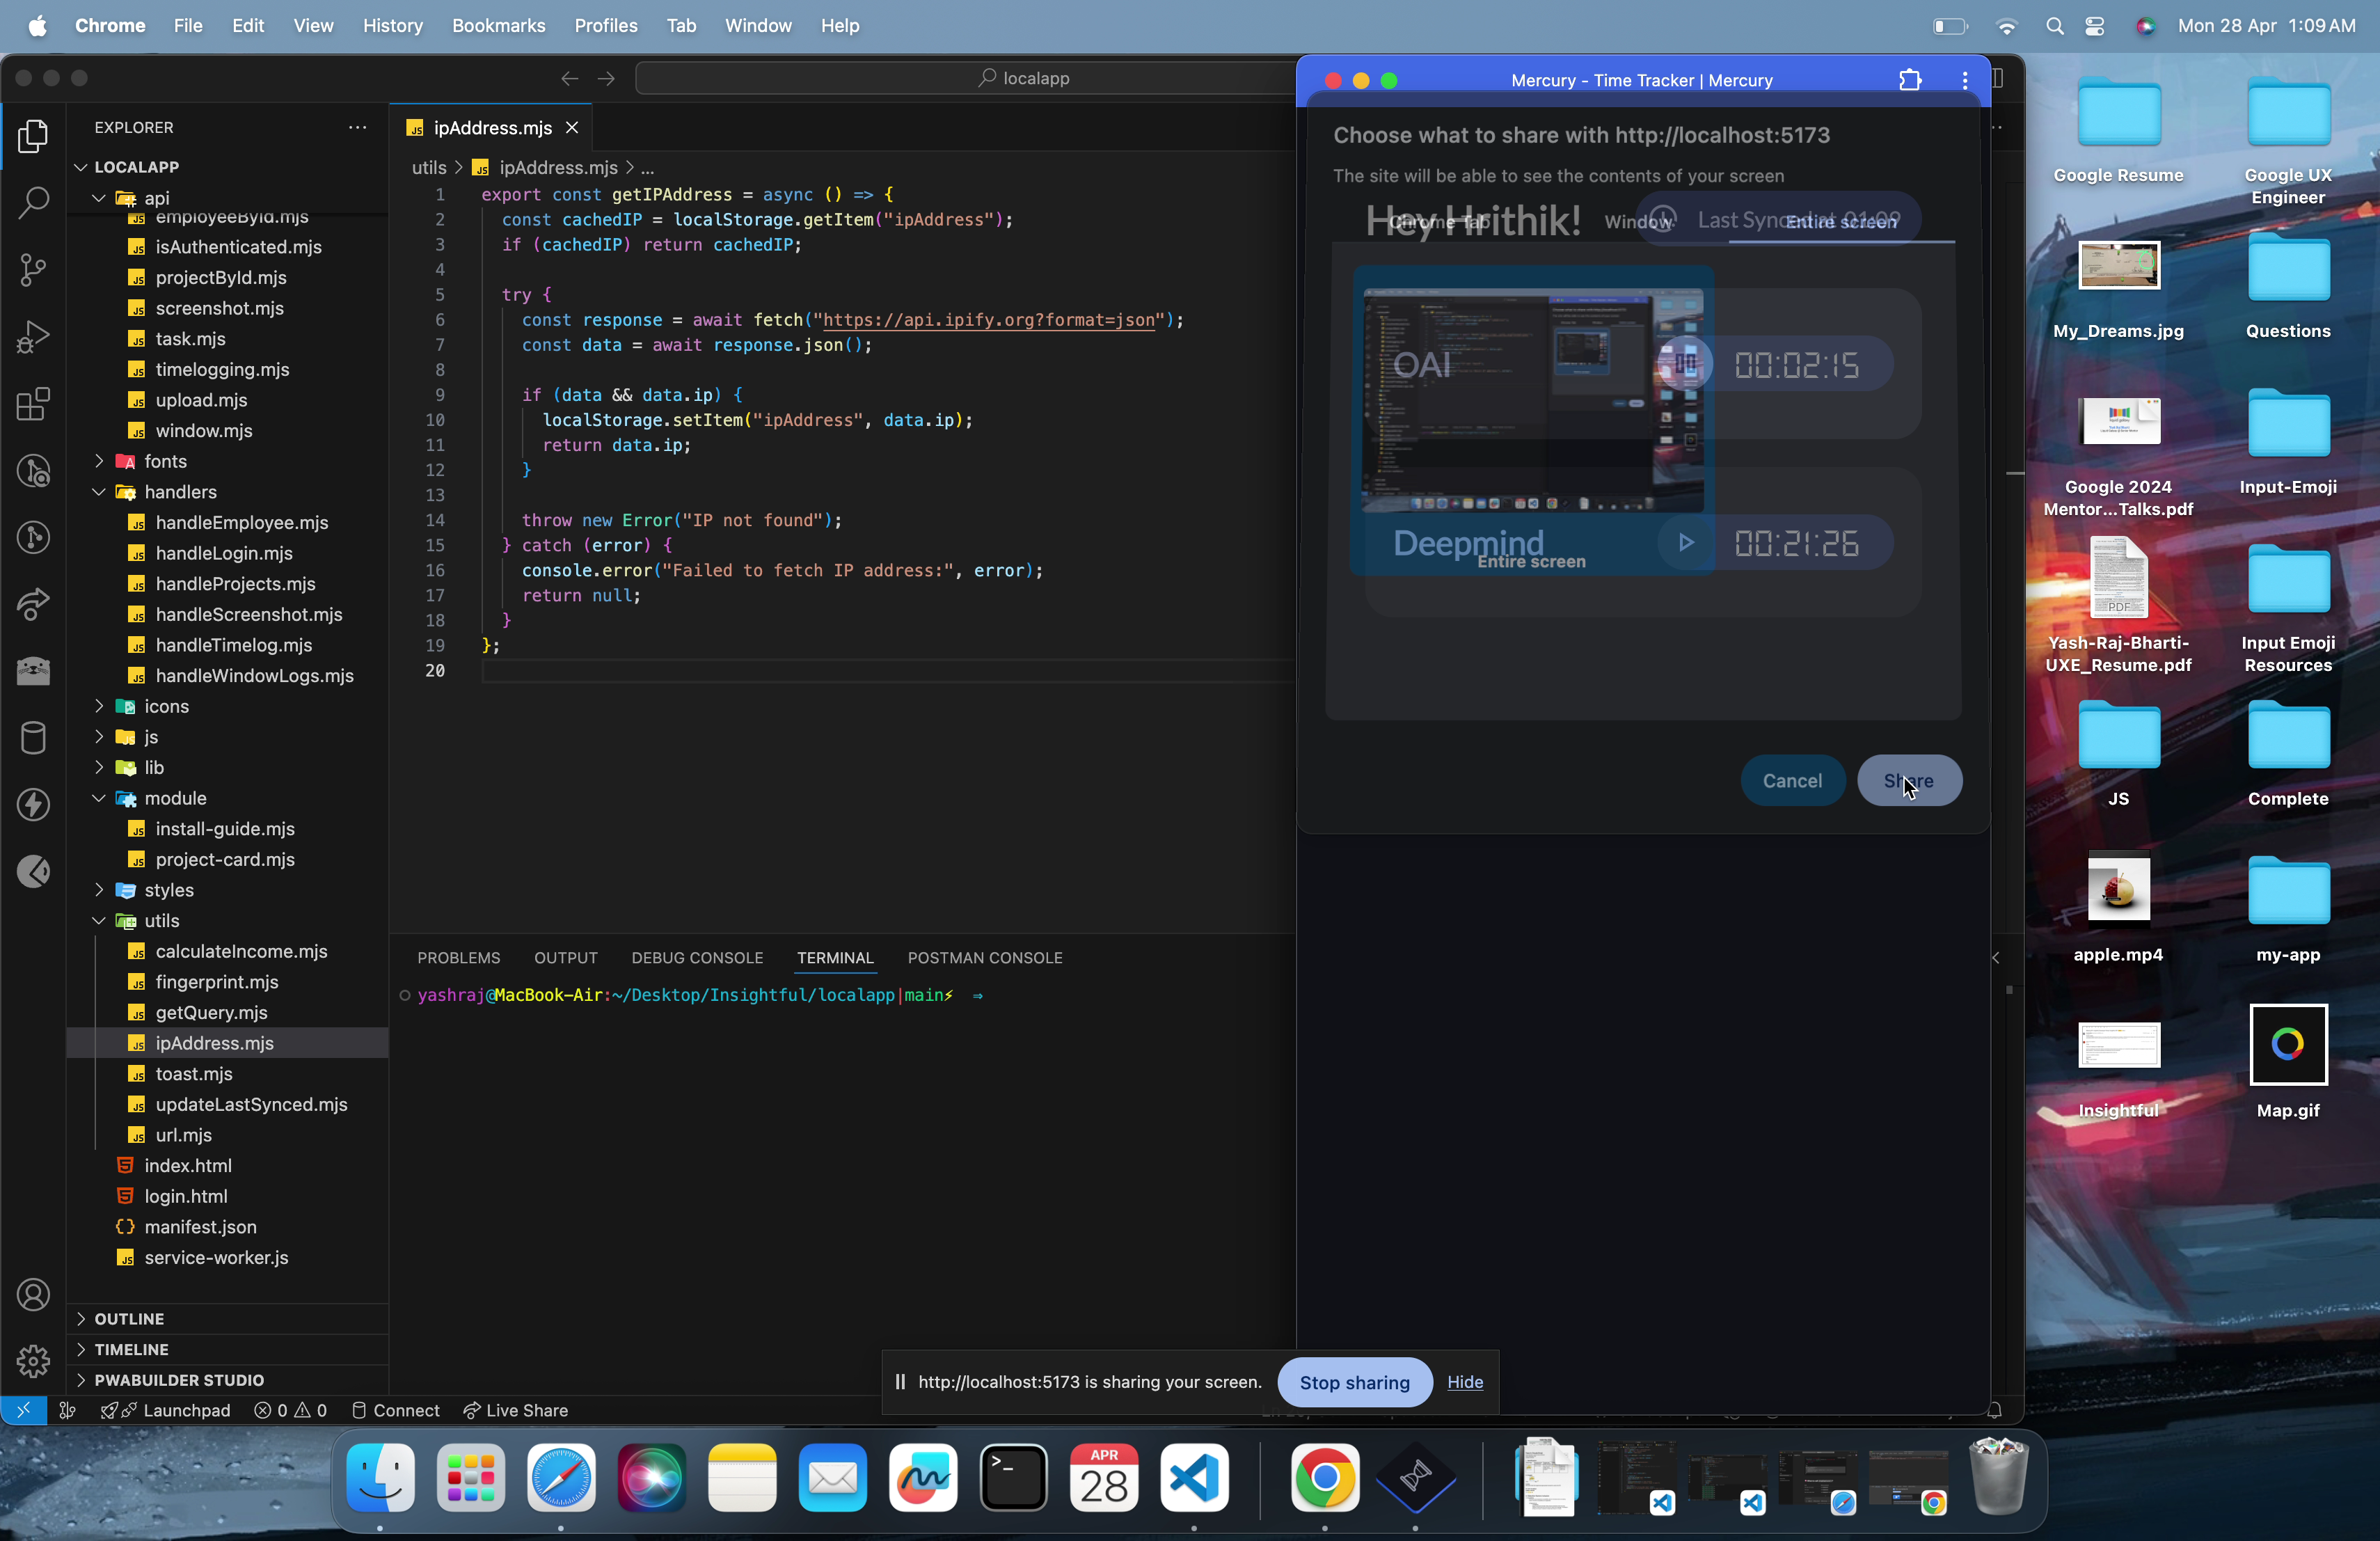 Chrome File Edit View History Bookmarks Profiles Tab Window Help
Mon 28 Apr 1:09 AM
localapp
EXPLORER
LOCALAPP
api
employeeById.mjs
isAuthenticated.mjs
projectById.mjs
screenshot.mjs
task.mjs
timelogging.mjs
upload.mjs
window.mjs
fonts
handlers
handleEmployee.mjs
handleLogin.mjs
handleProjects.mjs
handleScreenshot.mjs
handleTimelog.mjs
handleWindowLogs.mjs
icons
js
lib
module
install-guide.mjs
project-card.mjs
styles
utils
calculateIncome.mjs
fingerprint.mjs
getQuery.mjs
ipAddress.mjs
toast.mjs
updateLastSynced.mjs
url.mjs
index.html
login.html
manifest.json
service-worker.js
OUTLINE
TIMELINE
PWABUILDER STUDIO
JS ipAddress.mjs
utils > JS ipAddress.mjs > ...
1 export const getIPAddress = async () => {
2 const cachedIP = localStorage.getItem("ipAddress");
3 if (cachedIP) return cachedIP;
4
5 try {
6 const response = await fetch("https://api.ipify.org?format=json");
7 const data = await response.json();
8
9 if (data && data.ip) {
10 localStorage.setItem("ipAddress", data.ip);
11 return data.ip;
12 }
13
14 throw new Error("IP not found");
15 } catch (error) {
16 console.error("Failed to fetch IP address:", error);
17 return null;
18 }
19 };
20
PROBLEMS OUTPUT DEBUG CONSOLE TERMINAL POSTMAN CONSOLE
yashraj@MacBook-Air:~/Desktop/Insightful/localapp|main⚡ ⇒
Launchpad 0 0 Connect Live Share
Mercury - Time Tracker | Mercury
Choose what to share with http://localhost:5173
The site will be able to see the contents of your screen
Hey Hrithik!
Last Synced at 01:09
Chrome Tab Window Entire screen
OAI 00:02:15
Deepmind 00:21:26
Entire screen
Cancel Share
http://localhost:5173 is sharing your screen. Stop sharing Hide
Google Resume
Google UX Engineer
My_Dreams.jpg
Questions
Google 2024 Mentor...Talks.pdf
Input-Emoji
PDF
Yash-Raj-Bharti-UXE_Resume.pdf
Input Emoji Resources
JS
Complete
apple.mp4
my-app
Insightful
Map.gif
APR
28